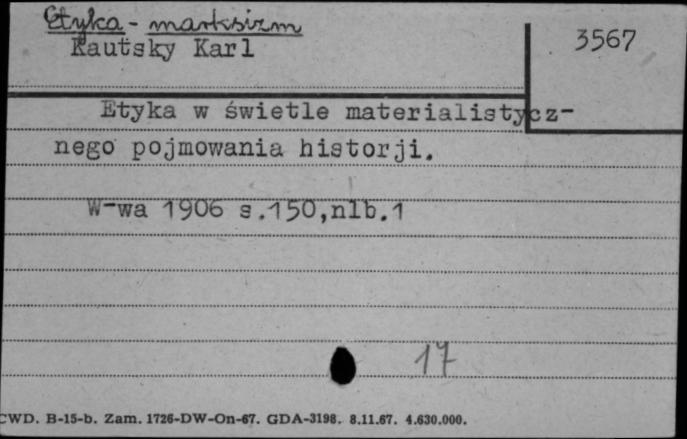 Etyka - marksizm
Kautsky Karl
3567
Etyka w świetle materialistycz-
nego pojmowania historji.
W-wa 1906 s.150,nlb.1
17
CWD. B-15-b. Zam. 1726-DW-On-67. GDA-3198. 8.11.67. 4.630.000.